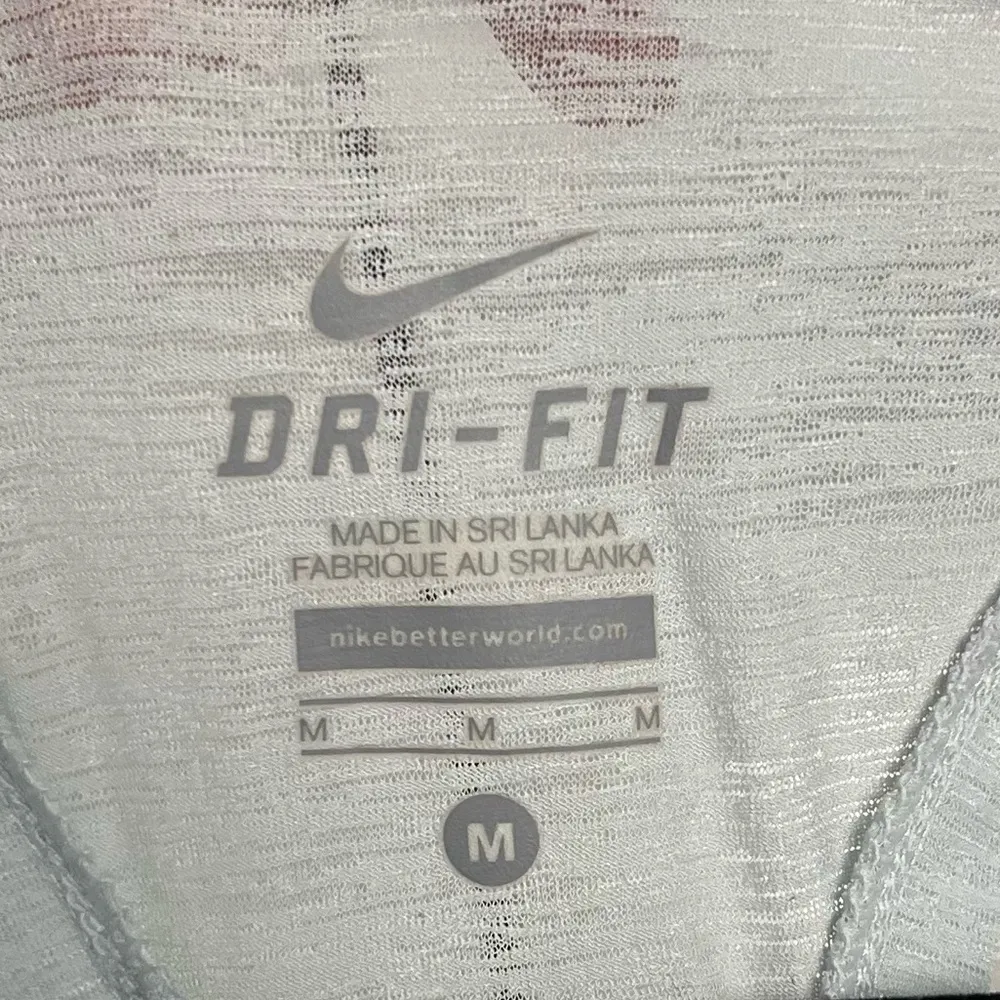 DRI-FIT
MADE IN SRI LANKA
FABRIQUE AU SRI LANKA
nikebetterworld.com
M M M
M